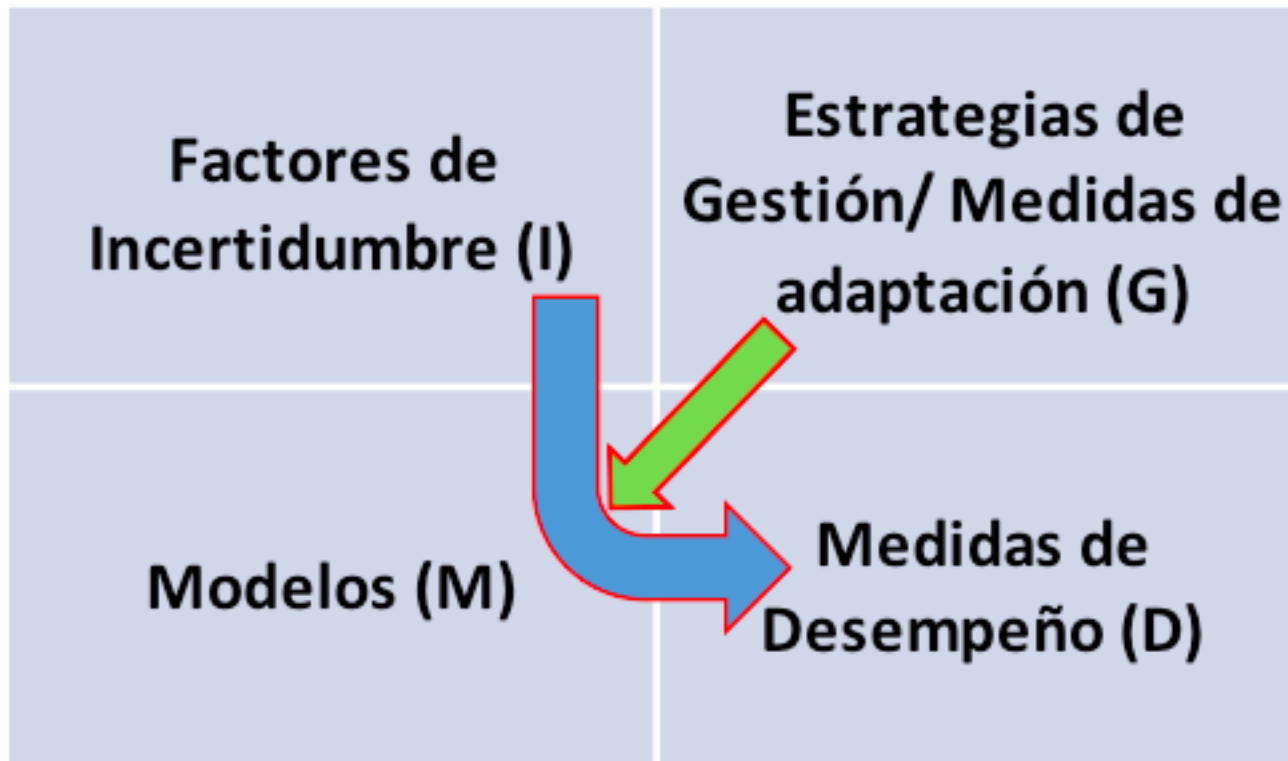 Factores de
Incertidumbre (I)
Estrategias de
Gestión/ Medidas de
adaptación (G)
Modelos (M)
Medidas de
Desempeño (D)